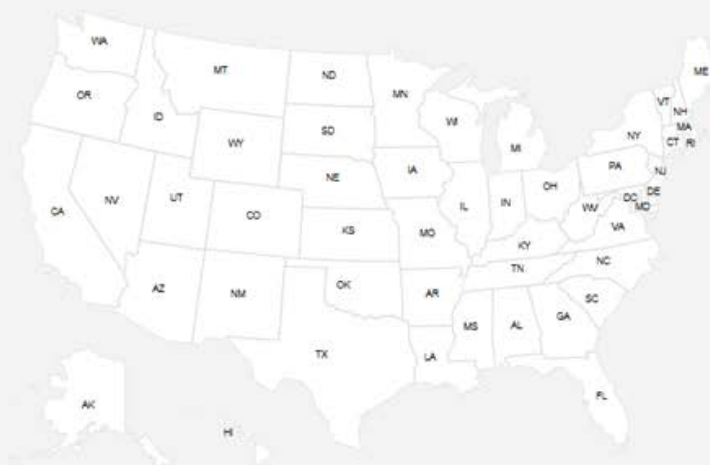 WA
MT
ND
MN
ME
OR
ID
SD
WI
VT
NH
WY
MI
NY
MA
CT
RI
NV
UT
NE
IA
PA
NJ
CA
CO
IL
IN
OH
DE
DC
MD
WV
VA
KS
MO
KY
NC
AZ
NM
OK
AR
TN
SC
TX
LA
MS
AL
GA
FL
AK
HI